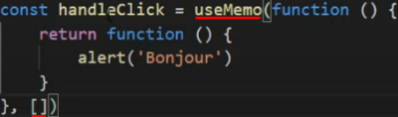 const handleClick = useMemo(function () {
    return function () {
        alert('Bonjour')
    }
}, [])